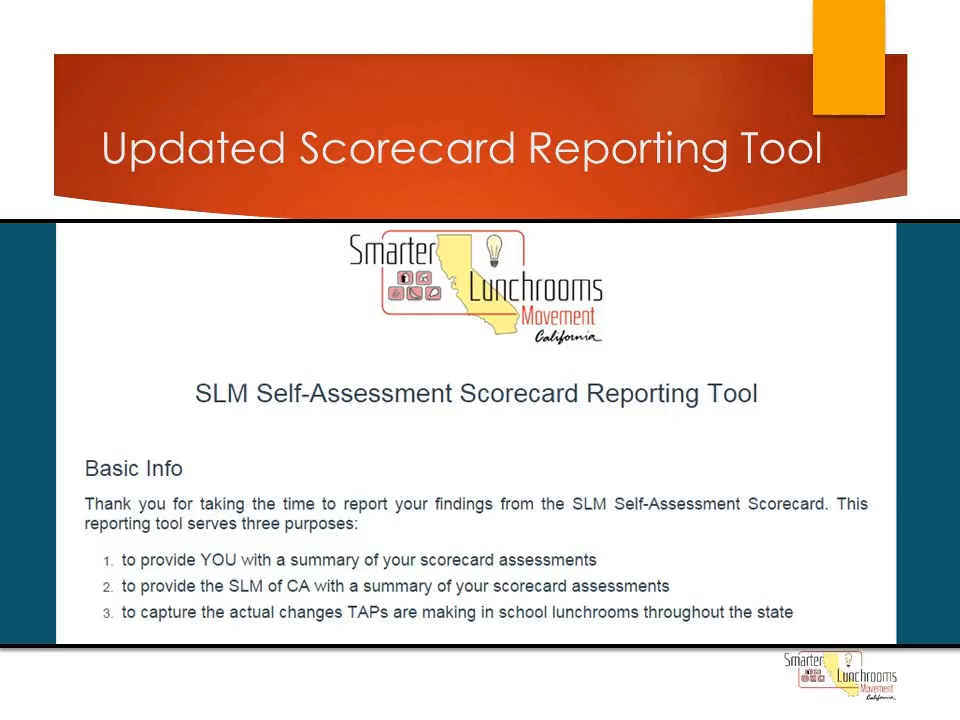 Updated Scorecard Reporting Tool
Smarter
Lunchrooms
Movement
California
SLM Self-Assessment Scorecard Reporting Tool
Basic Info
Thank you for taking the time to report your findings from the SLM Self-Assessment Scorecard. This
reporting tool serves three purposes:
1. to provide YOU with a summary of your scorecard assessments
2. to provide the SLM of CA with a summary of your scorecard assessments
3. to capture the actual changes TAPs are making in school lunchrooms throughout the state
Smarter
Lunchrooms
Movement
California